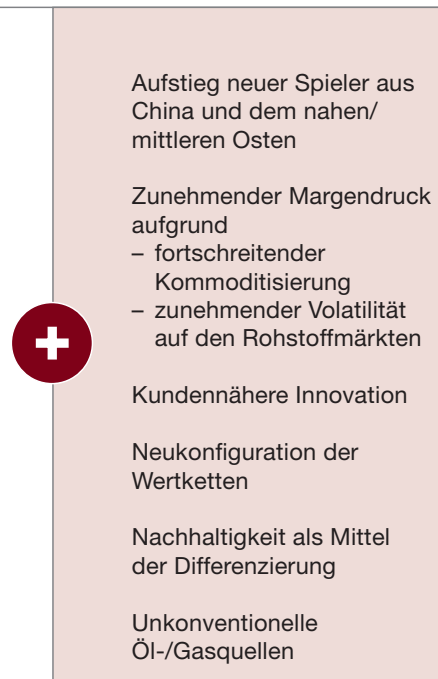 Aufstieg neuer Spieler aus
China und dem nahen/
mittleren Osten
Zunehmender Margendruck
aufgrund
– fortschreitender
Kommoditisierung
– zunehmender Volatilität
auf den Rohstoffmärkten
Kundennähere Innovation
Neukonfiguration der
Wertketten
Nachhaltigkeit als Mittel
der Differenzierung
Unkonventionelle
Öl-/Gasquellen